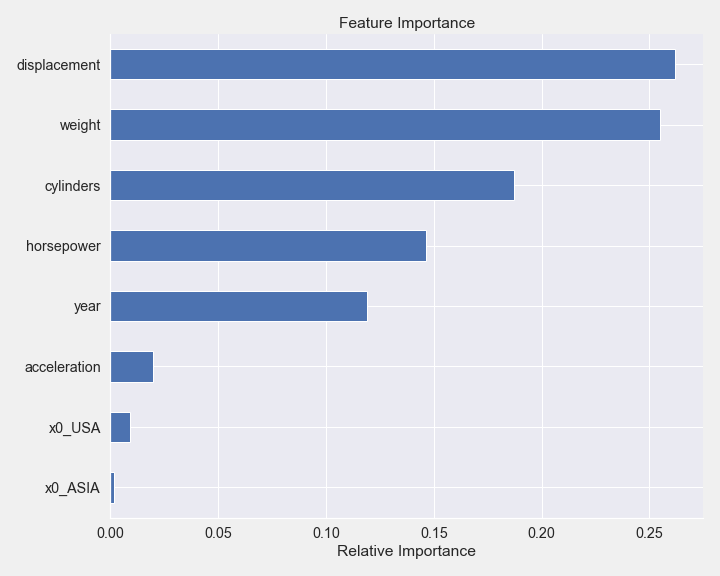 Feature Importance
displacement
weight
cylinders
horsepower
year
acceleration
x0_USA
x0_ASIA
0.00 0.05 0.10 0.15 0.20 0.25
Relative Importance